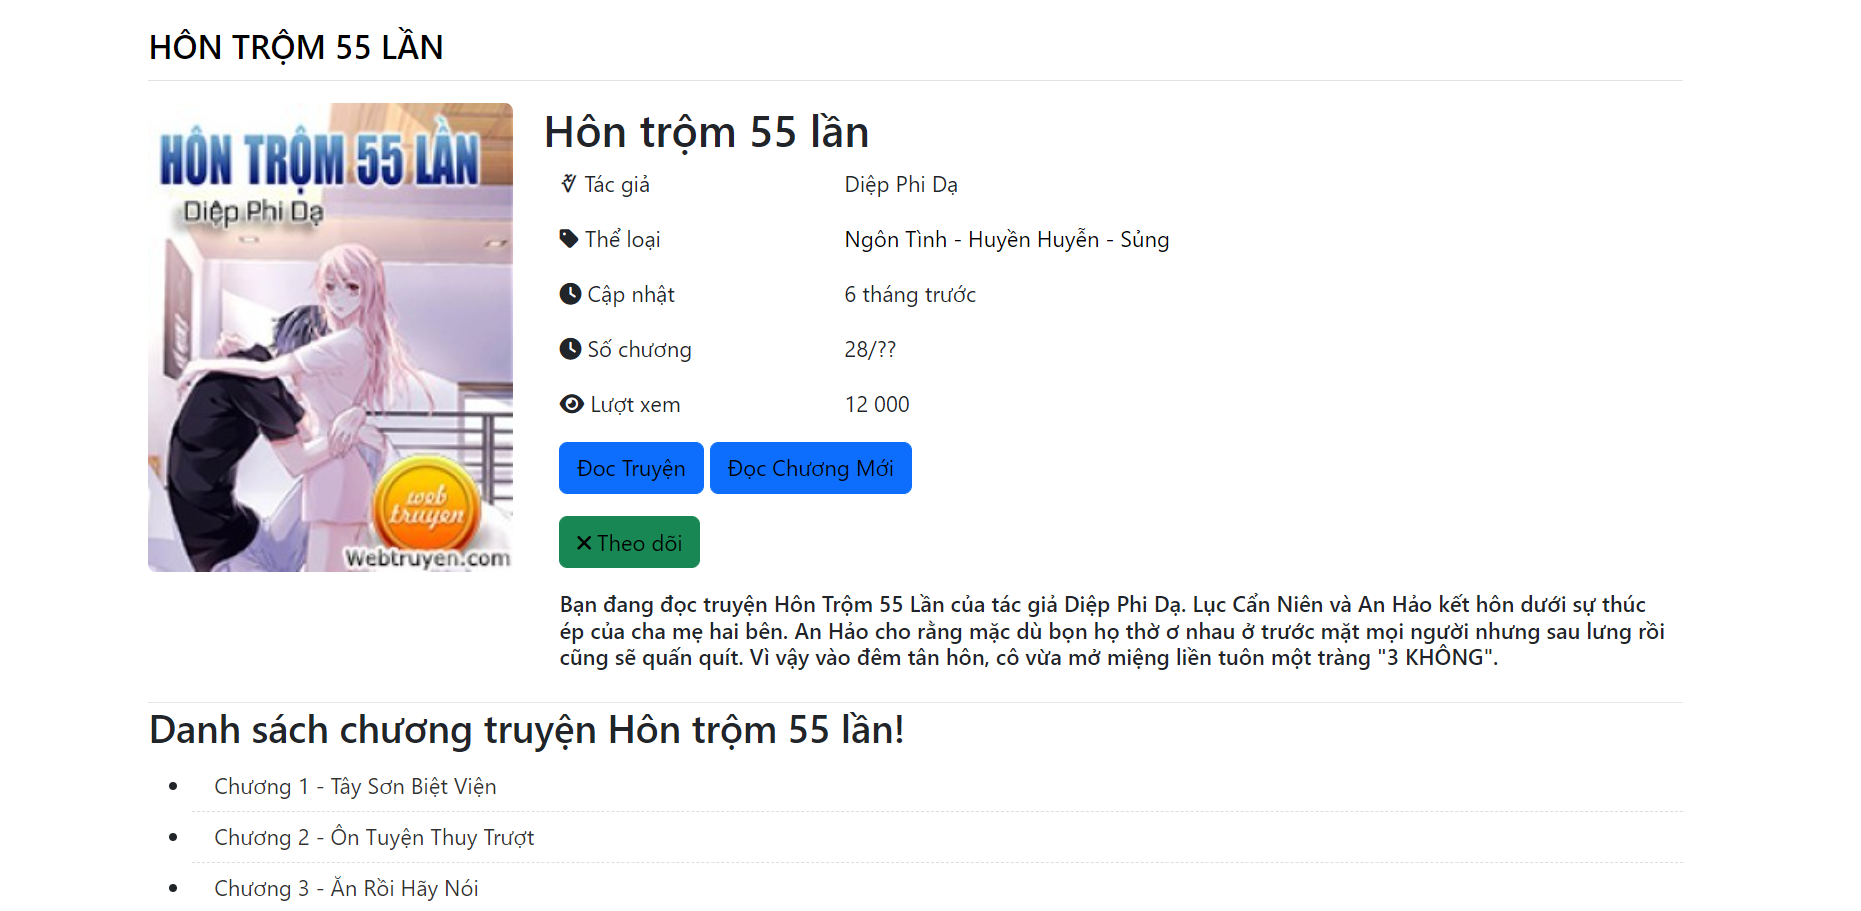 HÔN TRỘM 55 LẦN
HÔN TRỘM 55 LẦN
Diệp Phi Dạ
web
truyen
Webtruyen.com
Hôn trộm 55 lần
Tác giả Diệp Phi Dạ
Thể loại Ngôn Tình - Huyền Huyễn - Sủng
Cập nhật 6 tháng trước
Số chương 28/??
Lượt xem 12 000
Đoc Truyện Đọc Chương Mới
Theo dõi
Bạn đang đọc truyện Hôn Trộm 55 Lần của tác giả Diệp Phi Dạ. Lục Cẩn Niên và An Hảo kết hôn dưới sự thúc
ép của cha mẹ hai bên. An Hảo cho rằng mặc dù bọn họ thờ ơ nhau ở trước mặt mọi người nhưng sau lưng rồi
cũng sẽ quấn quít. Vì vậy vào đêm tân hôn, cô vừa mở miệng liền tuôn một tràng "3 KHÔNG".
Danh sách chương truyện Hôn trộm 55 lần!
Chương 1 - Tây Sơn Biệt Viện
Chương 2 - Ôn Tuyện Thuy Trượt
Chương 3 - Ăn Rồi Hãy Nói